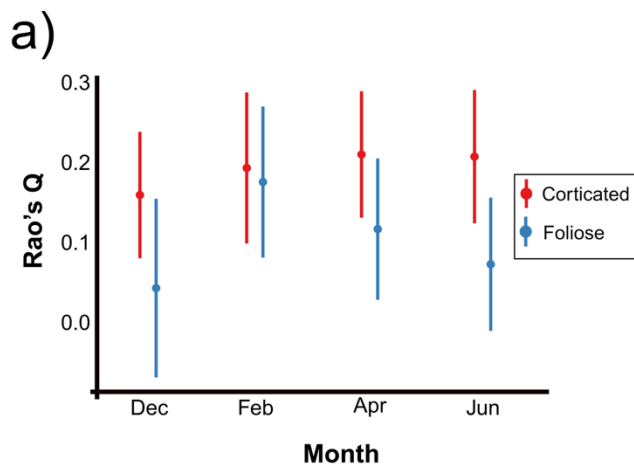 a)
0.3
0.2
0.1
0.0
Rao's Q
Corticated
Foliose
Dec Feb Apr Jun
Month